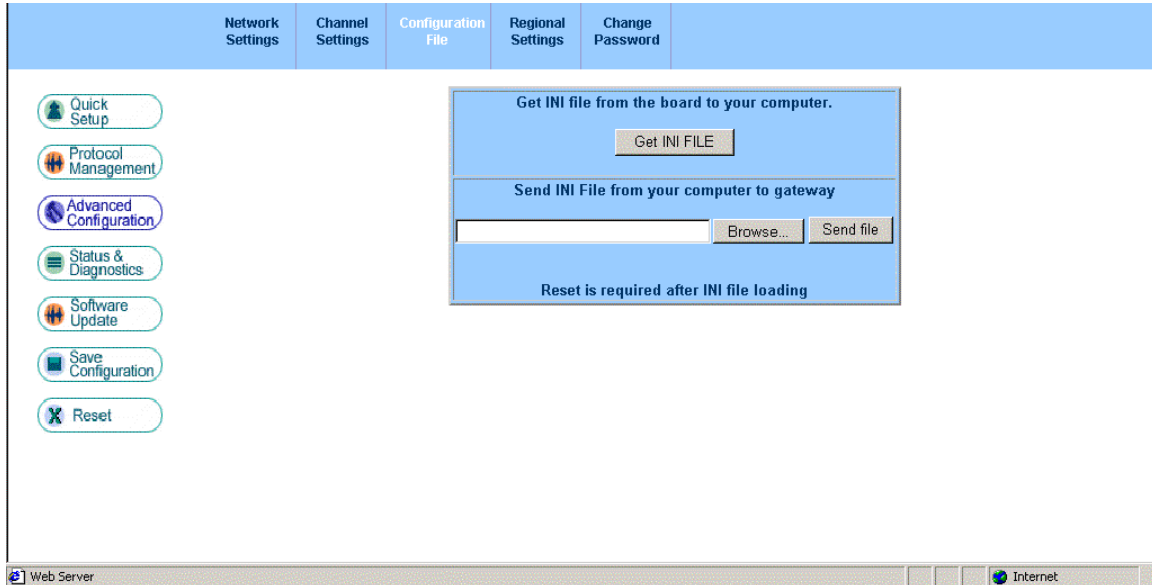 Network Settings
Channel Settings
Configuration File
Regional Settings
Change Password
Quick Setup
Protocol Management
Advanced Configuration
Status & Diagnostics
Software Update
Save Configuration
Reset
Get INI file from the board to your computer.
Get INI FILE
Send INI File from your computer to gateway
Browse...
Send file
Reset is required after INI file loading
Web Server
Internet